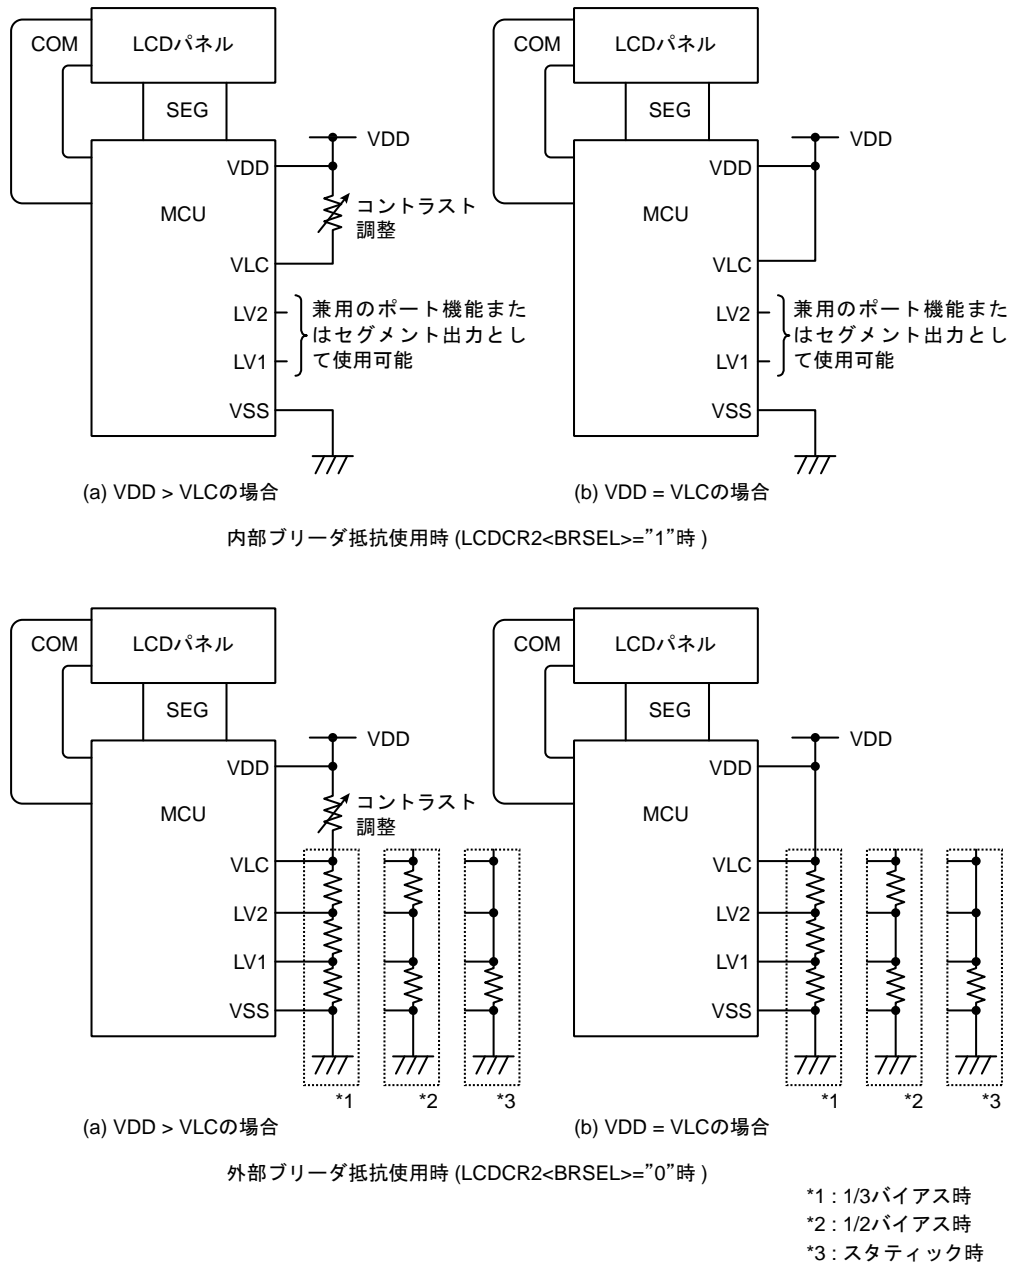 COM
LCDパネル
SEG
VDD
VDD
MCU
コントラスト
調整
VLC
LV2
兼用のポート機能また
はセグメント出力とし
て使用可能
LV1
VSS
(a) VDD > VLCの場合
COM
LCDパネル
SEG
VDD
VDD
MCU
VLC
LV2
兼用のポート機能また
はセグメント出力とし
て使用可能
LV1
VSS
(b) VDD = VLCの場合
内部ブリーダ抵抗使用時 (LCDCR2<BRSEL>="1”時 )
COM
LCDパネル
SEG
VDD
VDD
MCU
コントラスト
調整
VLC
LV2
LV1
VSS
*1
*2
*3
(a) VDD > VLCの場合
COM
LCDパネル
SEG
VDD
VDD
MCU
VLC
LV2
LV1
VSS
*1
*2
*3
(b) VDD = VLCの場合
外部ブリーダ抵抗使用時 (LCDCR2<BRSEL>=”0”時 )
*1 : 1/3バイアス時
*2 : 1/2バイアス時
*3 : スタティック時